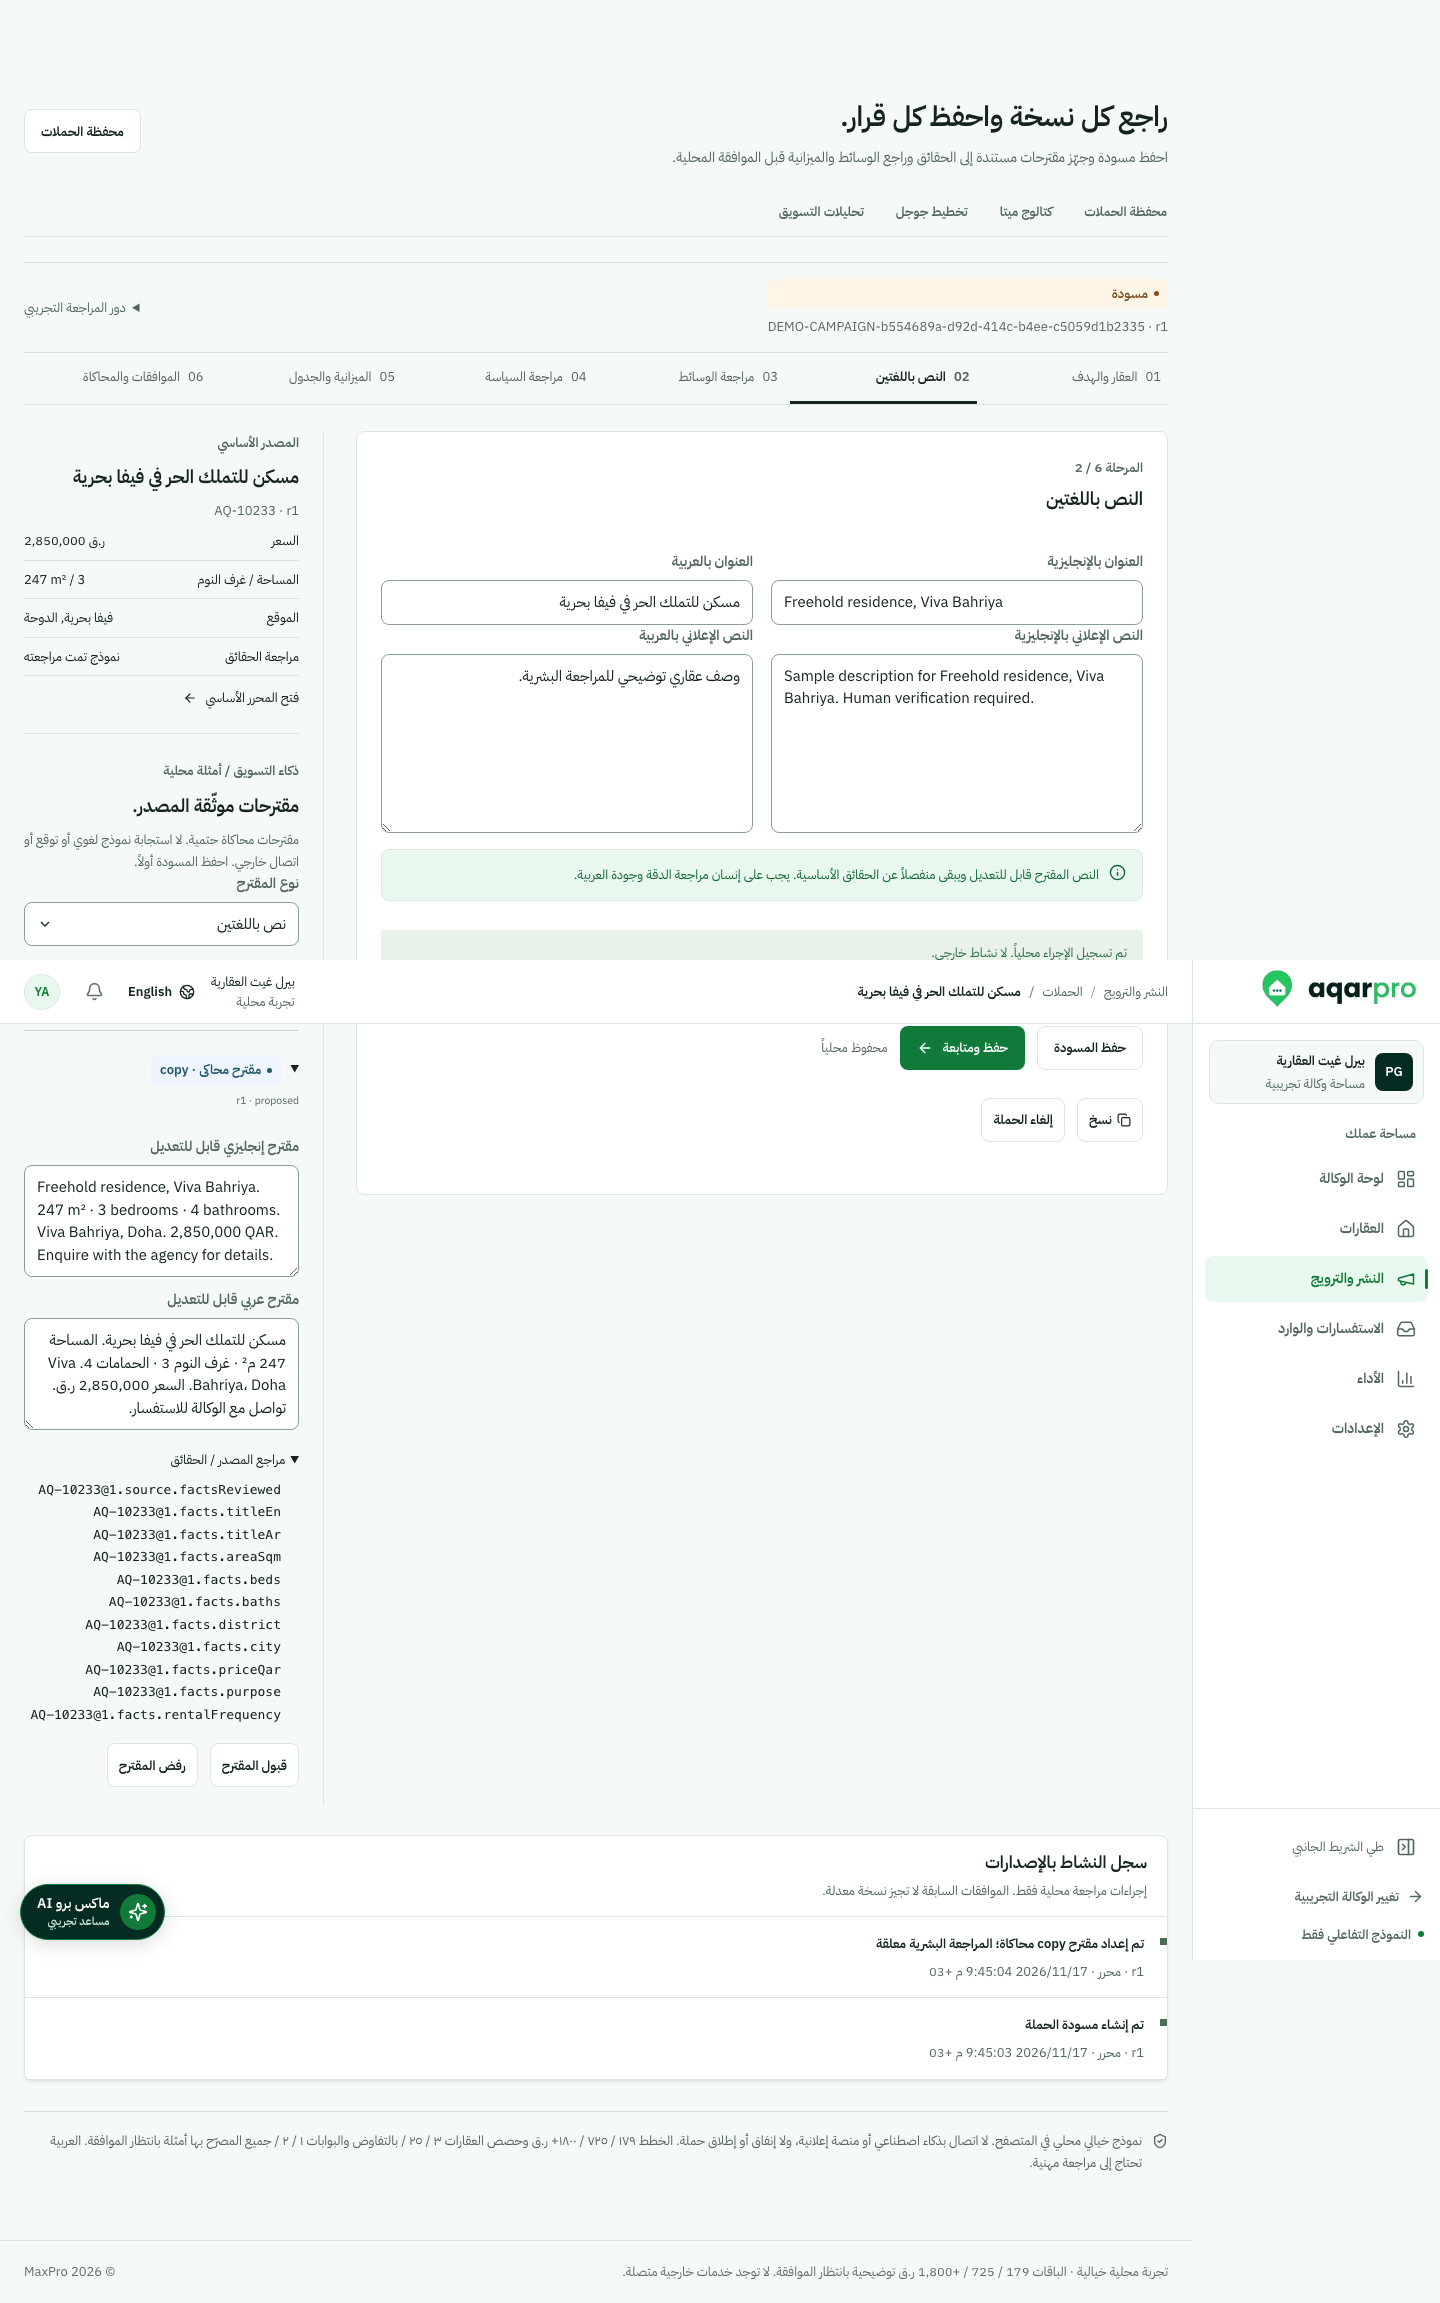 راجع كل نسخة واحفظ كل قرار.
احفظ مسودة وجهّز مقترحات مستندة إلى الحقائق وراجع الوسائط والميزانية قبل الموافقة المحلية.
محفظة الحملات
محفظة الحملات
كتالوج ميتا
تخطيط جوجل
تحليلات التسويق
مسودة
DEMO-CAMPAIGN-b554689a-d92d-414c-b4ee-c5059d1b2335 · r1
دور المراجعة التجريبي
01 العقار والهدف
02 النص باللغتين
03 مراجعة الوسائط
04 مراجعة السياسة
05 الميزانية والجدول
06 الموافقات والمحاكاة
المرحلة 6 / 2
النص باللغتين
العنوان بالإنجليزية
Freehold residence, Viva Bahriya
العنوان بالعربية
مسكن للتملك الحر في فيفا بحرية
النص الإعلاني بالإنجليزية
Sample description for Freehold residence, Viva
Bahriya. Human verification required.
النص الإعلاني بالعربية
وصف عقاري توضيحي للمراجعة البشرية.
النص المقترح قابل للتعديل ويبقى منفصلاً عن الحقائق الأساسية. يجب على إنسان مراجعة الدقة وجودة العربية.
تم تسجيل الإجراء محلياً. لا نشاط خارجي.
المصدر الأساسي
مسكن للتملك الحر في فيفا بحرية
AQ-10233 · r1
السعر
2,850,000 ر.ق
المساحة / غرف النوم
247 m² / 3
الموقع
فيفا بحرية, الدوحة
مراجعة الحقائق
نموذج تمت مراجعته
فتح المحرر الأساسي
ذكاء التسويق / أمثلة محلية
مقترحات موثّقة المصدر.
مقترحات محاكاة حتمية. لا استجابة نموذج لغوي أو توقع أو
اتصال خارجي. احفظ المسودة أولاً.
نوع المقترح
نص باللغتين
aqarpro
النشر والترويج / الحملات / مسكن للتملك الحر في فيفا بحرية
بيرل غيت العقارية
تجربة محلية
English
YA
حفظ المسودة
حفظ ومتابعة
محفوظ محلياً
نسخ
إلغاء الحملة
PG
بيرل غيت العقارية
مساحة وكالة تجريبية
مساحة عملك
لوحة الوكالة
العقارات
النشر والترويج
الاستفسارات والوارد
الأداء
الإعدادات
مقترح محاكى · copy
r1 · proposed
مقترح إنجليزي قابل للتعديل
Freehold residence, Viva Bahriya.
247 m² · 3 bedrooms · 4 bathrooms.
Viva Bahriya, Doha. 2,850,000 QAR.
Enquire with the agency for details.
مقترح عربي قابل للتعديل
مسكن للتملك الحر في فيفا بحرية. المساحة
247 م² · غرف النوم 3 · الحمامات 4. Viva
Bahriya، Doha. السعر 2,850,000 ر.ق.
تواصل مع الوكالة للاستفسار.
مراجع المصدر / الحقائق
AQ-10233@1.source.factsReviewed
AQ-10233@1.facts.titleEn
AQ-10233@1.facts.titleAr
AQ-10233@1.facts.areaSqm
AQ-10233@1.facts.beds
AQ-10233@1.facts.baths
AQ-10233@1.facts.district
AQ-10233@1.facts.city
AQ-10233@1.facts.priceQar
AQ-10233@1.facts.purpose
AQ-10233@1.facts.rentalFrequency
قبول المقترح
رفض المقترح
طي الشريط الجانبي
تغيير الوكالة التجريبية
النموذج التفاعلي فقط
سجل النشاط بالإصدارات
إجراءات مراجعة محلية فقط. الموافقات السابقة لا تجيز نسخة معدلة.
ماكس برو AI
مساعد تجريبي
تم إعداد مقترح copy محاكاة؛ المراجعة البشرية معلقة
r1 · محرر · 2026/11/17 9:45:04 م +03
تم إنشاء مسودة الحملة
r1 · محرر · 2026/11/17 9:45:03 م +03
نموذج خيالي محلي في المتصفح. لا اتصال بذكاء اصطناعي أو منصة إعلانية، ولا إنفاق أو إطلاق حملة. الخطط ١٧٩ / ٧٢٥ / ١٨٠٠+ ر.ق وحصص العقارات ٣ / ٢٥ / بالتفاوض والبوابات ١ / ٢ / جميع المصرّح بها أمثلة بانتظار الموافقة. العربية
تحتاج إلى مراجعة مهنية.
تجربة محلية خيالية · الباقات 179 / 725 / +1,800 ر.ق توضيحية بانتظار الموافقة. لا توجد خدمات خارجية متصلة.
© 2026 MaxPro